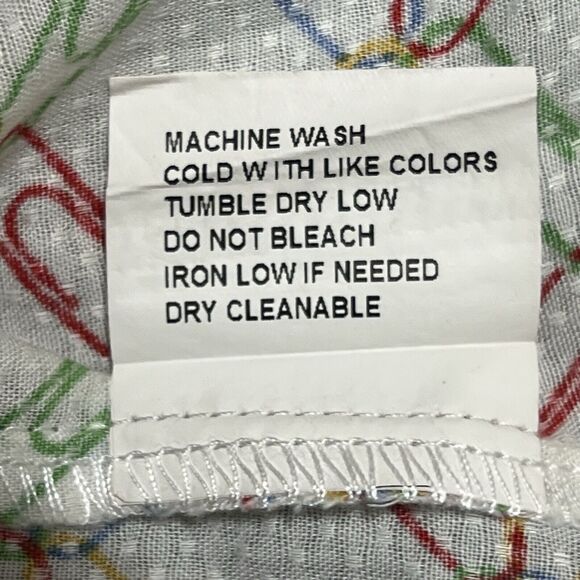 MACHINE WASH
COLD WITH LIKE COLORS
TUMBLE DRY LOW
DO NOT BLEACH
IRON LOW IF NEEDED
DRY CLEANABLE